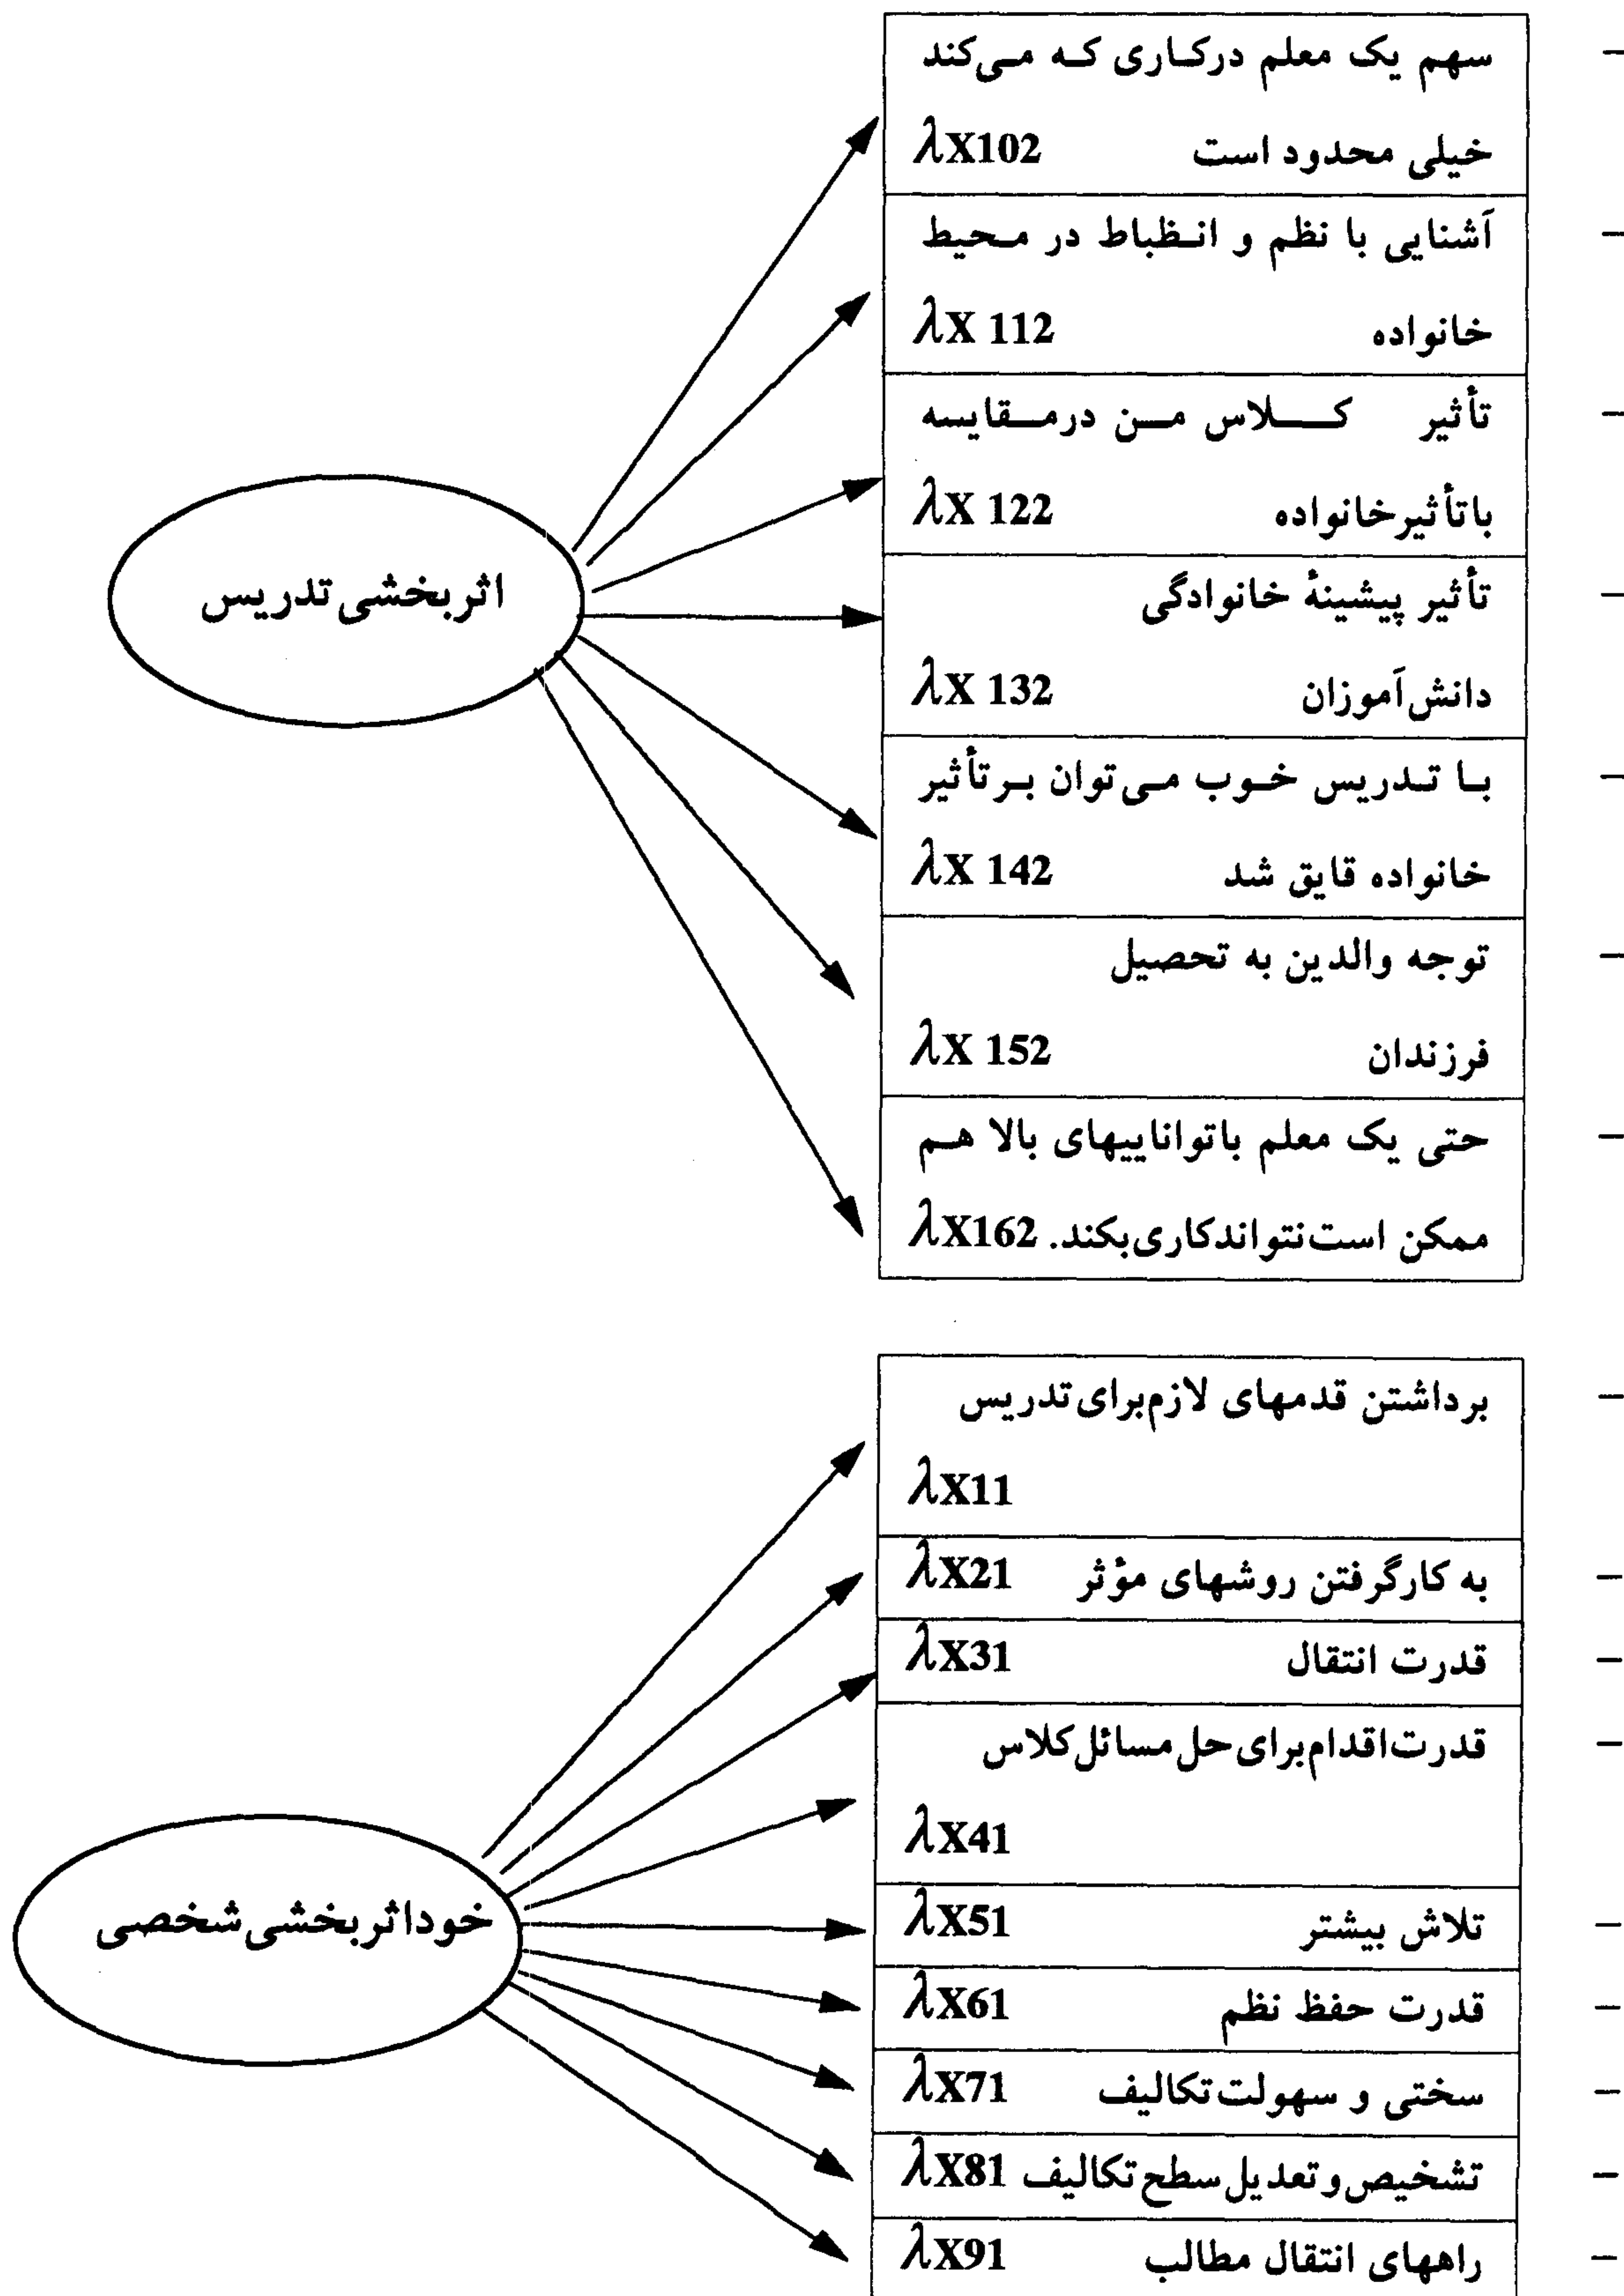 سهم یک معلم درکاری که می‌کند
خیلی محدود است λX102
آشنایی با نظم و انظباط در محیط
خانواده λX 112
تأثیر کلاس من درمقایسه
باتأثیرخانواده λX 122
تأثیر پیشینهٔ خانوادگی
دانش‌آموزان λX 132
با تدریس خوب می‌توان برتأثیر
خانواده قایق شد λX 142
توجه والدین به تحصیل
فرزندان λX 152
حتی یک معلم باتواناییهای بالا هم
ممکن است‌نتواندکاری‌بکند. λX162
اثربخشی‌تدریس
برداشتن قدمهای لازم‌برای‌تدریس
λX11
به کارگرفتن روشهای مؤثر λX21
قدرت انتقال λX31
قدرت‌اقدام‌برای‌حل‌مسائل‌کلاس
λX41
تلاش بیشتر λX51
قدرت حفظ نظم λX61
سختی و سهولت‌تکالیف λX71
تشخیص‌وتعدیل‌سطح‌تکالیف λX81
راههای انتقال مطالب λX91
خوداثربخشی‌شخصی